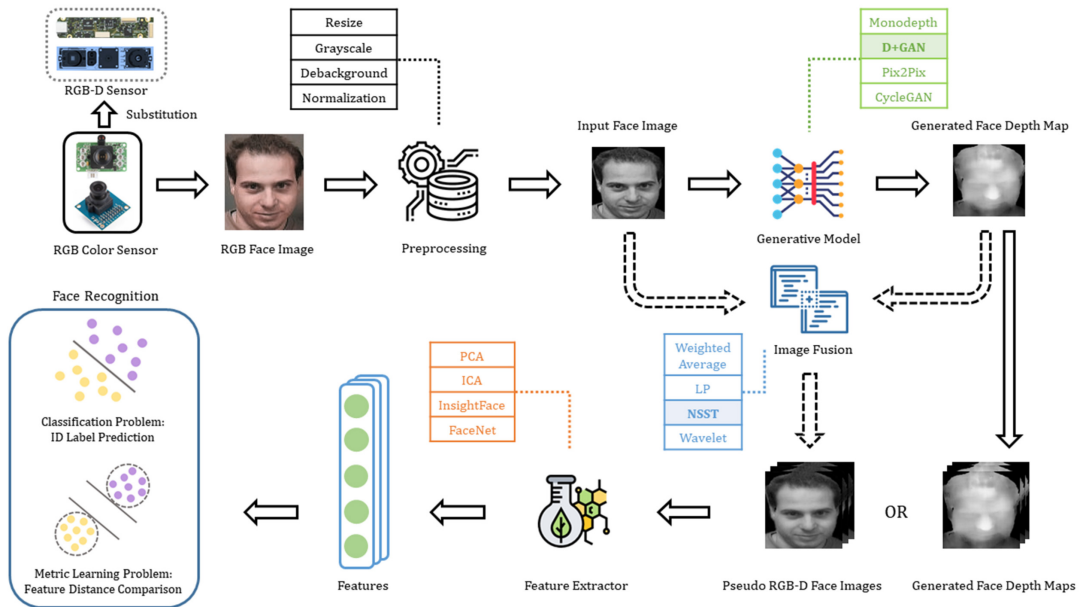 RGB-D Sensor
Substitution
RGB Color Sensor
RGB Face Image
Resize
Grayscale
Debackground
Normalization
Preprocessing
Input Face Image
Monodepth
D+GAN
Pix2Pix
CycleGAN
Generative Model
Generated Face Depth Map
Image Fusion
Weighted
Average
LP
NSST
Wavelet
Pseudo RGB-D Face Images
OR
Generated Face Depth Maps
PCA
ICA
InsightFace
FaceNet
Feature Extractor
Features
Face Recognition
Classification Problem:
ID Label Prediction
Metric Learning Problem:
Feature Distance Comparison